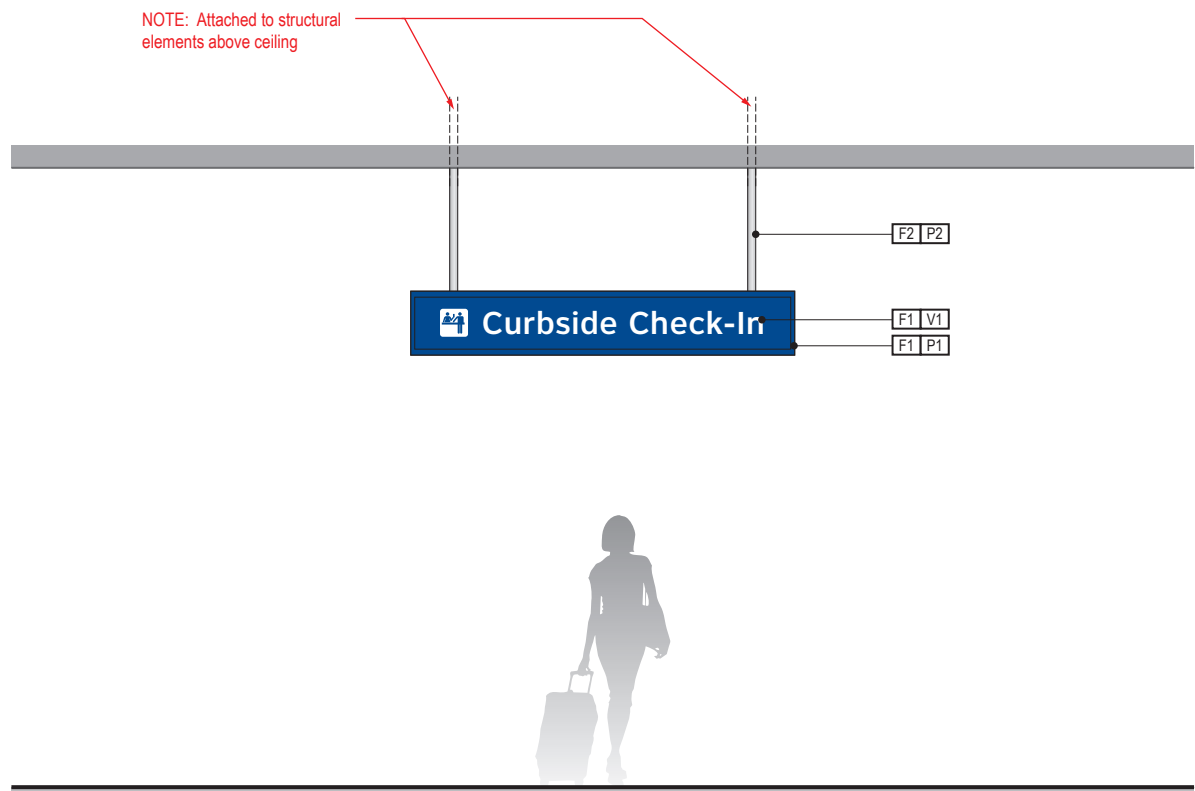 NOTE: Attached to structural
elements above ceiling
F2 P2
Curbside Check-In
F1 V1
F1 P1